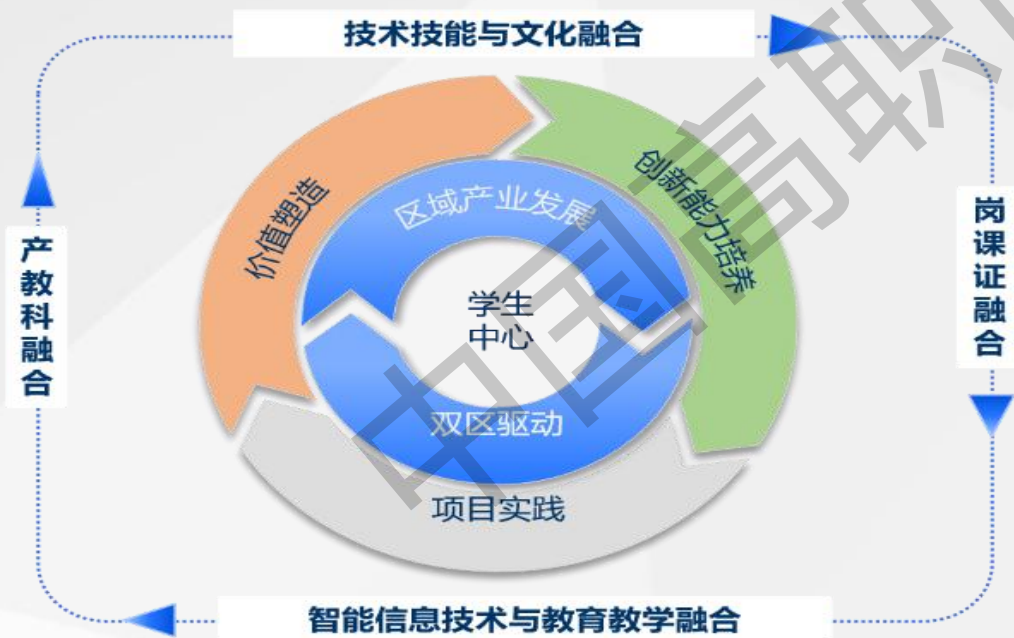 技术技能与文化融合
价值塑造
创新能力培养
区域产业发展
产教科融合
学生
中心
岗课证融合
双区驱动
项目实践
智能信息技术与教育教学融合
中国高职